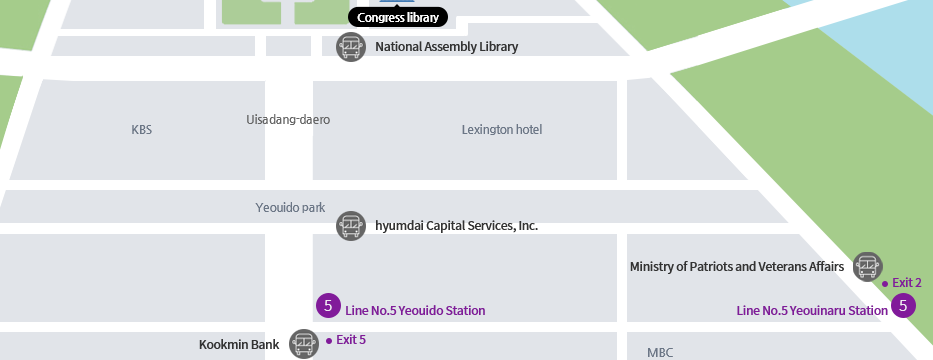 Congress library
National Assembly Library
Uisadang-daero
KBS
Lexington hotel
Yeouido park
hyumdai Capital Services, Inc.
Ministry of Patriots and Veterans Affairs
Exit 2
5 Line No.5 Yeouido Station
Line No.5 Yeouinaru Station 5
Kookmin Bank
Exit 5
MBC